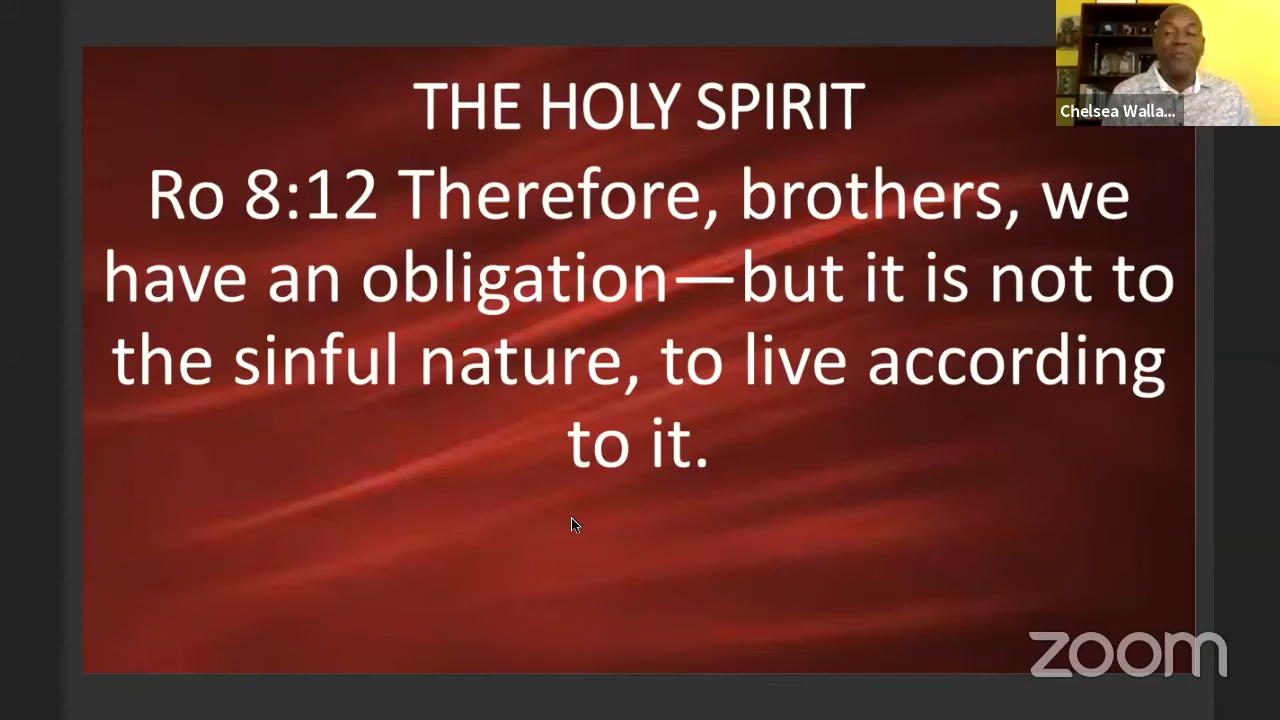 THE HOLY SPIRIT
Ro 8:12 Therefore, brothers, we
have an obligation—but it is not to
the sinful nature, to live according
to it.
Chelsea Walla...
zoom